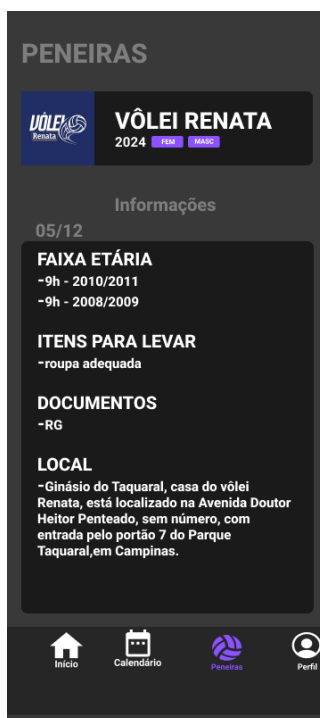 PENEIRAS
VÔLEI
Renata
VÔLEI RENATA
2024 FEM MASC
Informações
05/12
FAIXA ETÁRIA
-9h - 2010/2011
-9h - 2008/2009
ITENS PARA LEVAR
-roupa adequada
DOCUMENTOS
-RG
LOCAL
-Ginásio do Taquaral, casa do vôlei
Renata, está localizado na Avenida Doutor
Heitor Penteado, sem número, com
entrada pelo portão 7 do Parque
Taquaral,em Campinas.
Início Calendário Peneiras Perfil